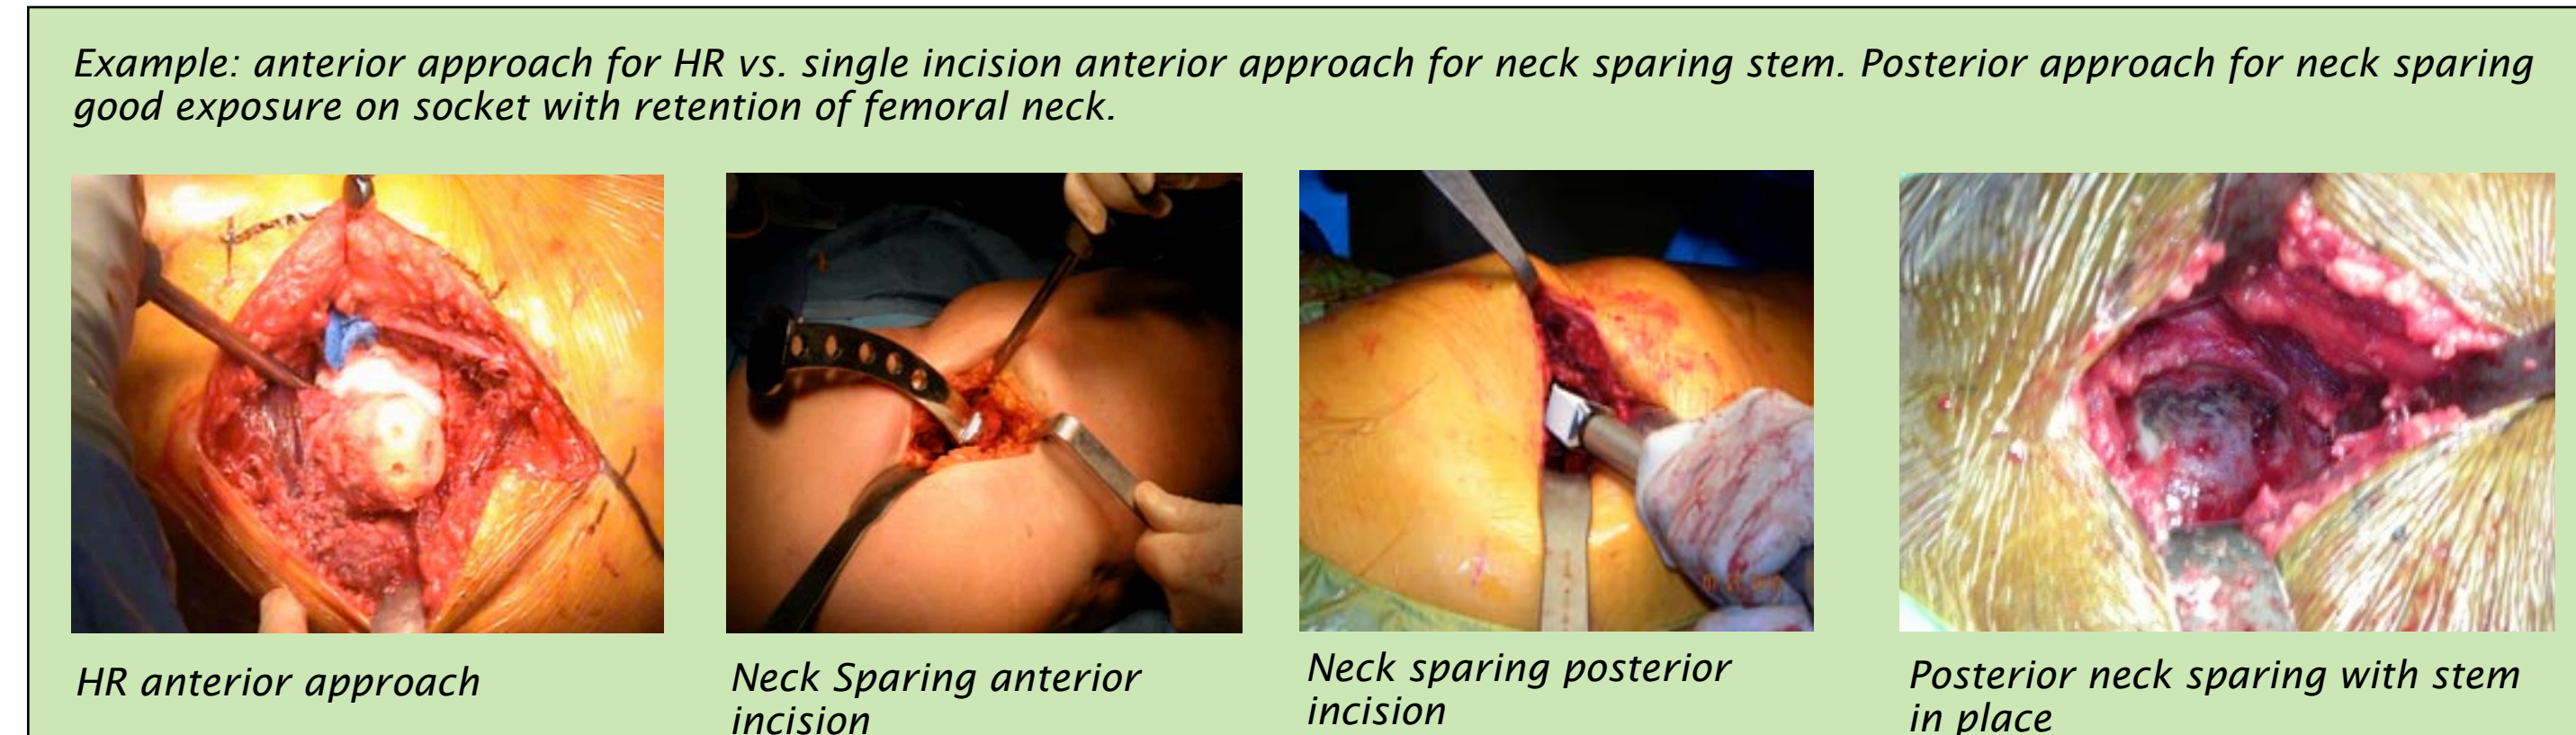 Example: anterior approach for HR vs. single incision anterior approach for neck sparing stem. Posterior approach for neck sparing
good exposure on socket with retention of femoral neck.
HR anterior approach
Neck Sparing anterior
incision
Neck sparing posterior
incision
Posterior neck sparing with stem
in place